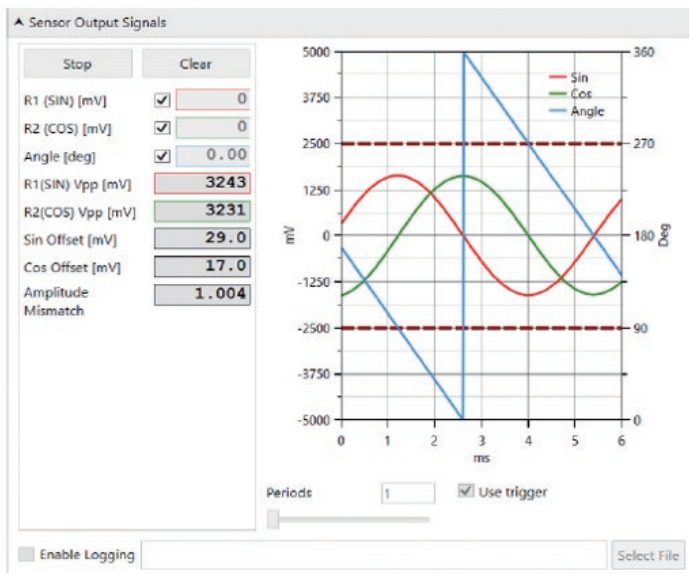 Sensor Output Signals
Stop Clear
R1 (SIN) [mV] 0
R2 (COS) [mV] 0
Angle [deg] 0.00
R1(SIN) Vpp [mV] 3243
R2(COS) Vpp [mV] 3231
Sin Offset [mV] 29.0
Cos Offset [mV] 17.0
Amplitude
Mismatch 1.004
5000 360
3750
2500 270
1250
0 180
-1250
-2500 90
-3750
-5000 0
mV
Deg
Sin
Cos
Angle
0 1 2 3 4 5 6
ms
Periods 1 Use trigger
Enable Logging Select File